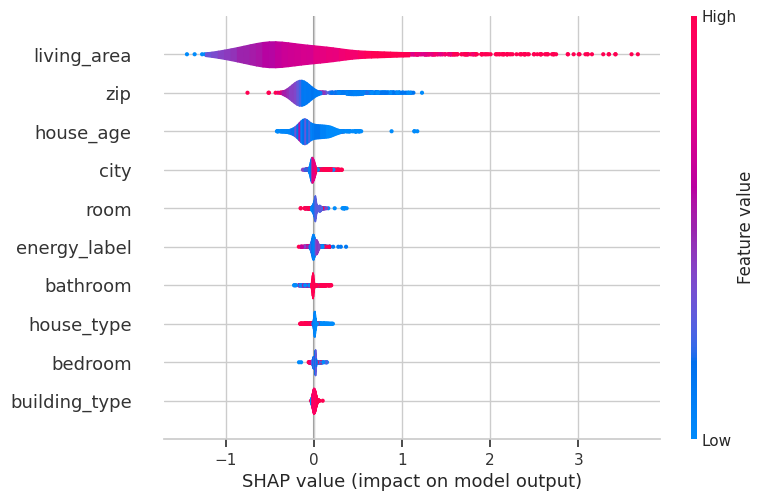 High
living_area
zip
house_age
city
room
energy_label
bathroom
house_type
bedroom
building_type
Feature value
Low
−1 0 1 2 3
SHAP value (impact on model output)